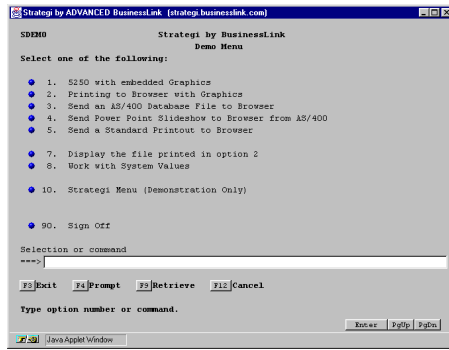 Strategi by ADVANCED BusinessLink (strategi.businesslink.com)
SDEMO Strategi by BusinessLink
Demo Menu
Select one of the following:
1. 5250 with embedded Graphics
2. Printing to Browser with Graphics
3. Send an AS/400 Database File to Browser
4. Send Power Point Slideshow to Browser from AS/400
5. Send a Standard Printout to Browser
7. Display the file printed in option 2
8. Work with System Values
10. Strategi Menu (Demonstration Only)
90. Sign Off
Selection or command
===>
F3 Exit F4 Prompt F9 Retrieve F12 Cancel
Type option number or command.
Enter PgUp PgDn
Java Applet Window